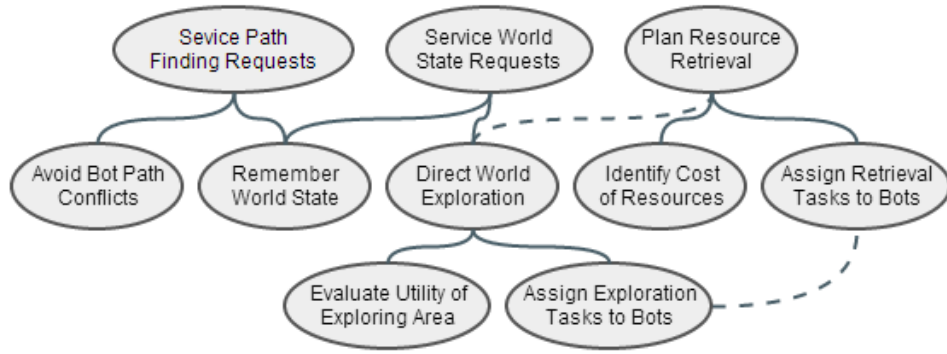 Sevice Path
Finding Requests
Service World
State Requests
Plan Resource
Retrieval
Avoid Bot Path
Conflicts
Remember
World State
Direct World
Exploration
Identify Cost
of Resources
Assign Retrieval
Tasks to Bots
Evaluate Utility of
Exploring Area
Assign Exploration
Tasks to Bots